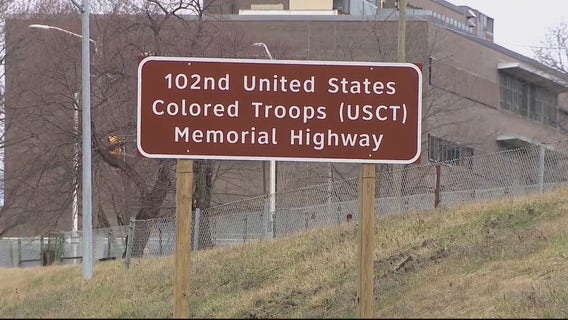 102nd United States
Colored Troops (USCT)
Memorial Highway